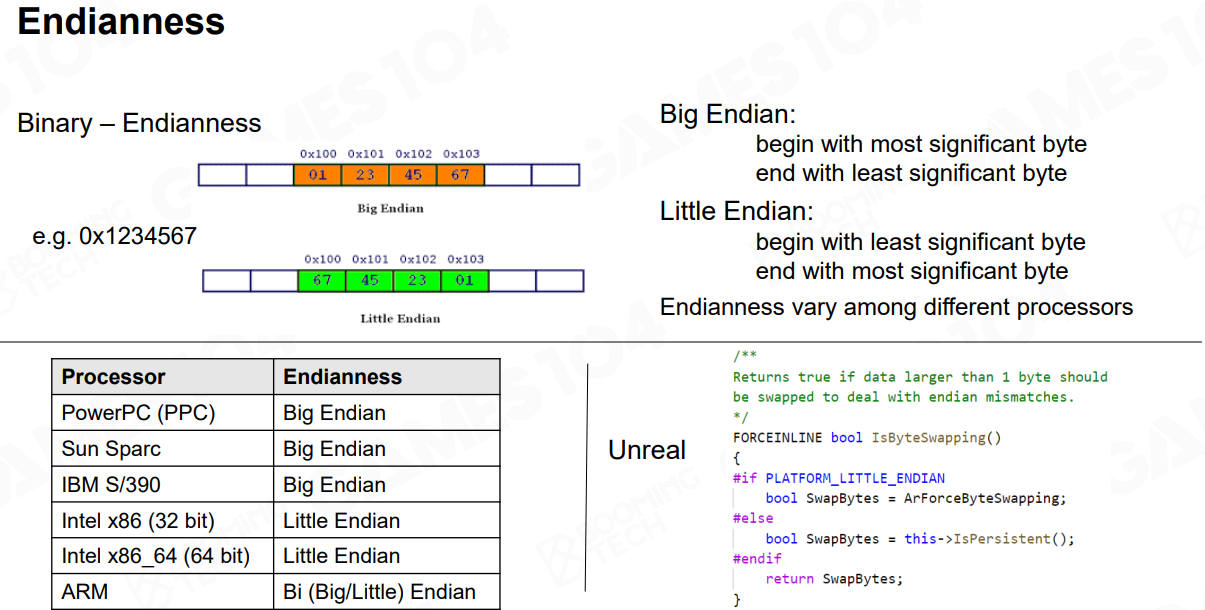 Endianness
Binary – Endianness
0x100 0x101 0x102 0x103
01 23 45 67
Big Endian
e.g. 0x1234567
0x100 0x101 0x102 0x103
67 45 23 01
Little Endian
Big Endian:
begin with most significant byte
end with least significant byte
Little Endian:
begin with least significant byte
end with most significant byte
Endianness vary among different processors
Processor Endianness
PowerPC (PPC) Big Endian
Sun Sparc Big Endian
IBM S/390 Big Endian
Intel x86 (32 bit) Little Endian
Intel x86_64 (64 bit) Little Endian
ARM Bi (Big/Little) Endian
Unreal
/**
Returns true if data larger than 1 byte should
be swapped to deal with endian mismatches.
*/
FORCEINLINE bool IsByteSwapping()
{
#if PLATFORM_LITTLE_ENDIAN
bool SwapBytes = ArForceByteSwapping;
#else
bool SwapBytes = this->IsPersistent();
#endif
return SwapBytes;
}
GAMES104
BOOMING
TECH